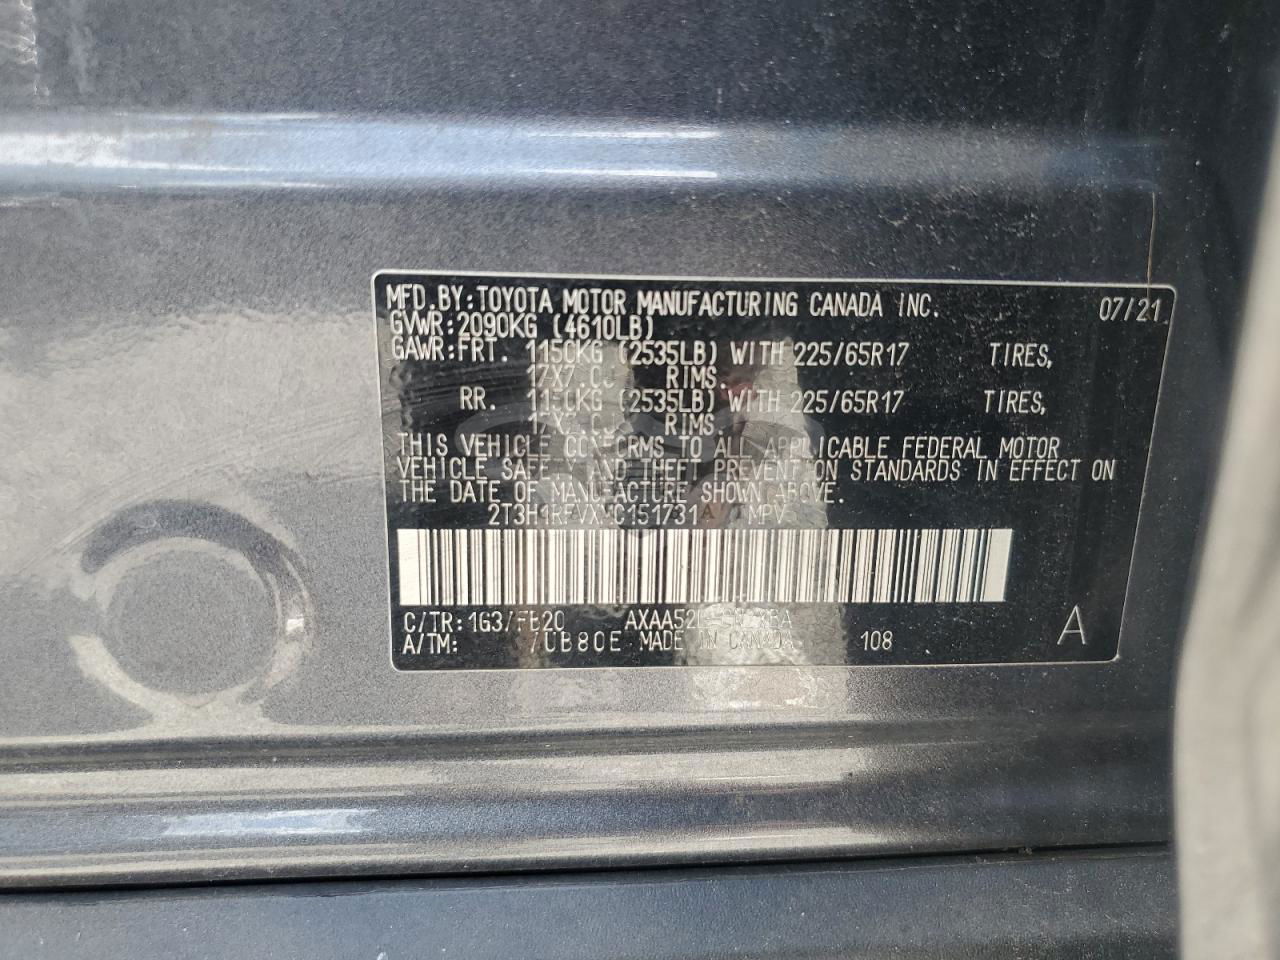 MFD.BY:TOYOTA MOTOR MANUFACTURING CANADA INC. 07/21
GVWR:2090KG (4610LB)
GAWR:FRT. 1150KG (2535LB) WITH 225/65R17 TIRES,
RIMS.
RR. 1150KG (2535LB) WITH 225/65R17 TIRES,
RIMS.
THIS VEHICLE CONFORMS TO ALL APPLICABLE FEDERAL MOTOR
VEHICLE SAFETY AND THEFT PREVENTION STANDARDS IN EFFECT ON
THE DATE OF MANUFACTURE SHOWN ABOVE.
MPV
C/TR:1G3/FB20
A/TM: /UB80E MADE IN CANADA 108 A